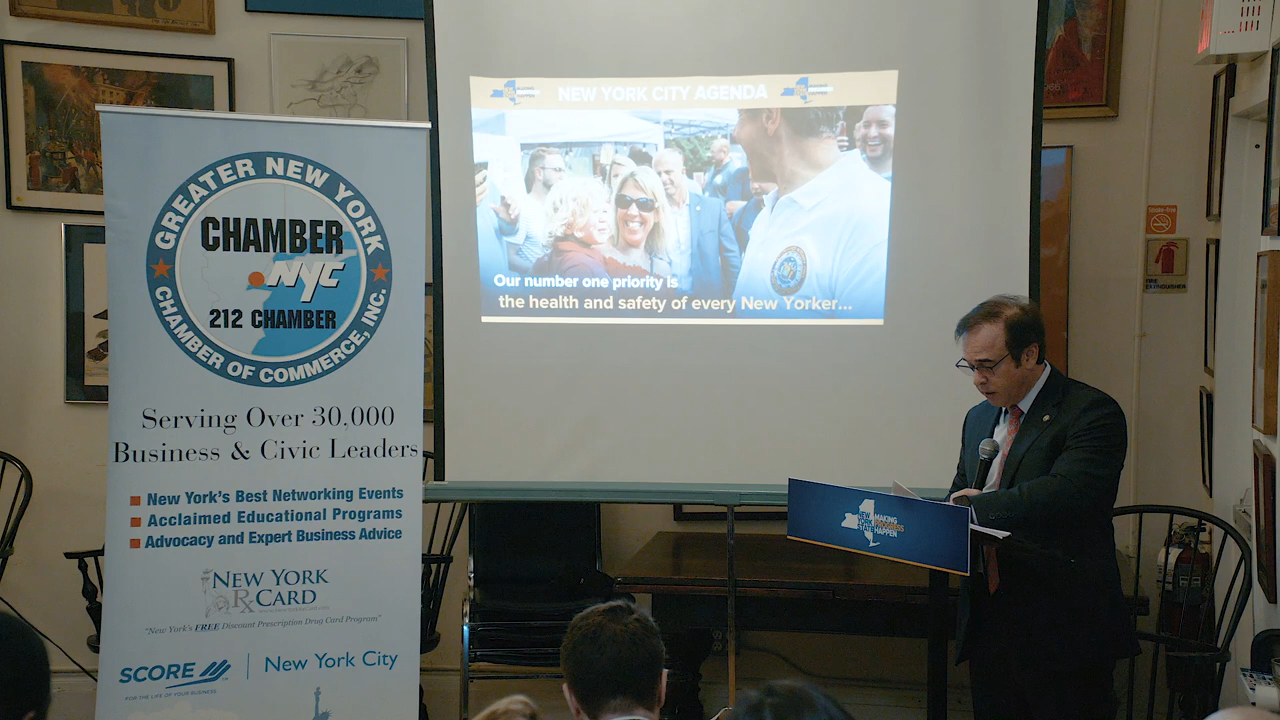 GREATER NEW YORK
CHAMBER
NYC
212 CHAMBER
CHAMBER OF COMMERCE, INC.
Serving Over 30,000
Business & Civic Leaders
New York's Best Networking Events
Acclaimed Educational Programs
Advocacy and Expert Business Advice
NEW YORK
Rx CARD
"New York's FREE Discount Prescription Drug Card Program"
SCORE
FOR THE LIFE OF YOUR BUSINESS
New York City
NEW YORK CITY AGENDA
Our number one priority is
the health and safety of every New Yorker...
NEW YORK STATE
MAKING
PROGRESS
HAPPEN
FIRE
EXTINGUISHER